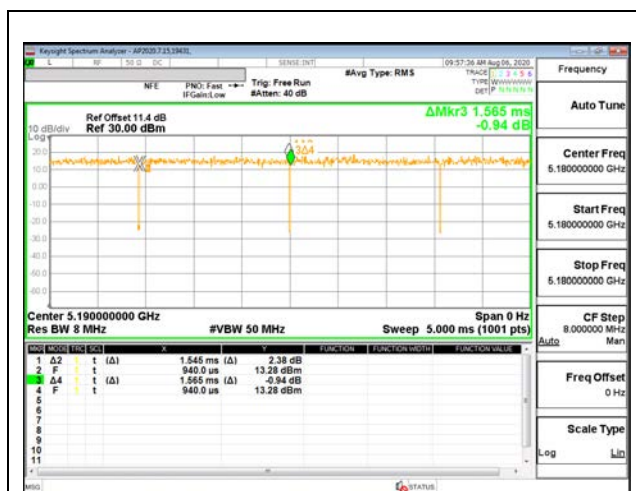 Keysight Spectrum Analyzer - AP2020.7.15,19431,
L RF 50 Ω DC SENSE:INT 09:57:36 AM Aug 06, 2020
#Avg Type: RMS TRACE 1 2 3 4 5 6
NFE PNO: Fast Trig: Free Run TYPE WWWWWW
IFGain:Low #Atten: 40 dB DET P N N N N N
ΔMkr3 1.565 ms
Ref Offset 11.4 dB
10 dB/div Ref 30.00 dBm -0.94 dB
Log
20.0
10.0
0.00
-10.0
-20.0
-30.0
-40.0
-50.0
-60.0
3Δ4
Center 5.190000000 GHz Span 0 Hz
Res BW 8 MHz #VBW 50 MHz Sweep 5.000 ms (1001 pts)
MKR MODE TRC SCL X Y FUNCTION FUNCTION WIDTH FUNCTION VALUE
1 Δ2 1 t (Δ) 1.545 ms (Δ) 2.38 dB
2 F 1 t 940.0 µs 13.28 dBm
3 Δ4 1 t (Δ) 1.565 ms (Δ) -0.94 dB
4 F 1 t 940.0 µs 13.28 dBm
5
6
7
8
9
10
11
MSG STATUS
Frequency
Auto Tune
Center Freq
5.180000000 GHz
Start Freq
5.180000000 GHz
Stop Freq
5.180000000 GHz
CF Step
8.000000 MHz
Auto Man
Freq Offset
0 Hz
Scale Type
Log Lin